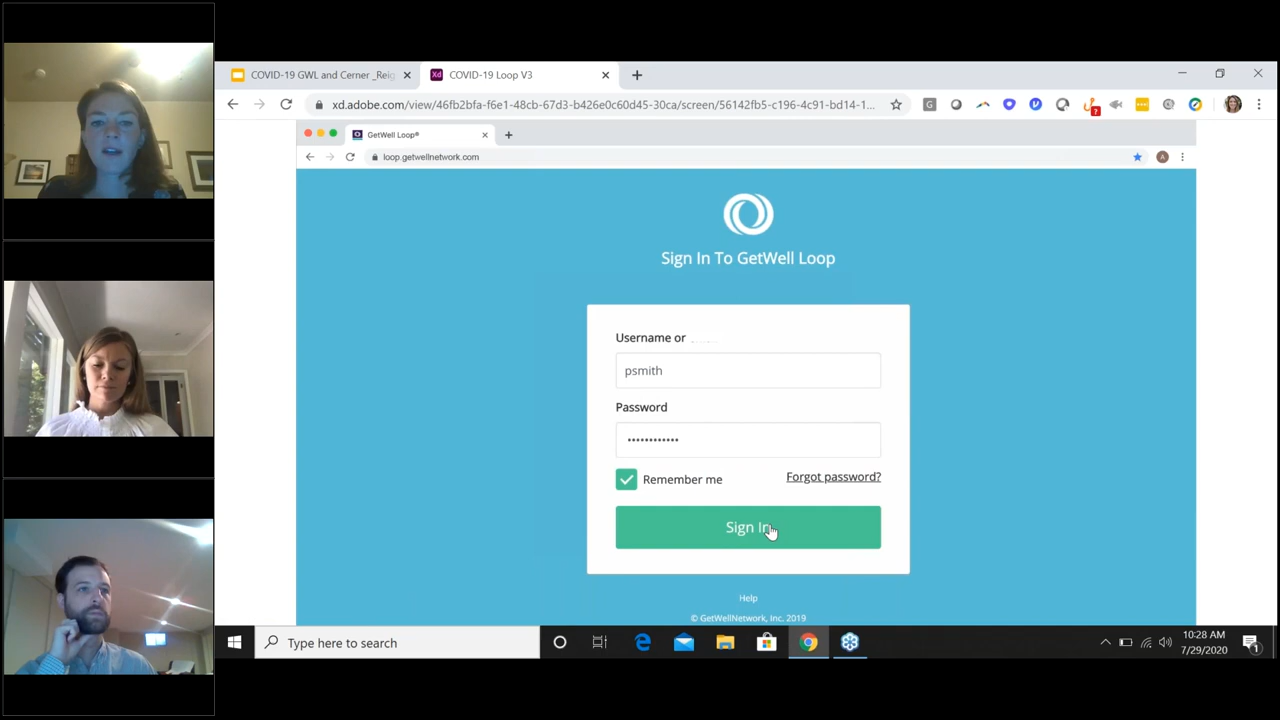 COVID-19 GWL and Cerner _Reig
COVID-19 Loop V3
xd.adobe.com/view/46fb2bfa-f6e1-48cb-67d3-b426e0c60d45-30ca/screen/56142fb5-c196-4c91-bd14-1...
GetWell Loop®
loop.getwellnetwork.com
Sign In To GetWell Loop
Username or
psmith
Password
Remember me
Forgot password?
Sign In
Help
© GetWellNetwork, Inc. 2019
Type here to search
10:28 AM
7/29/2020